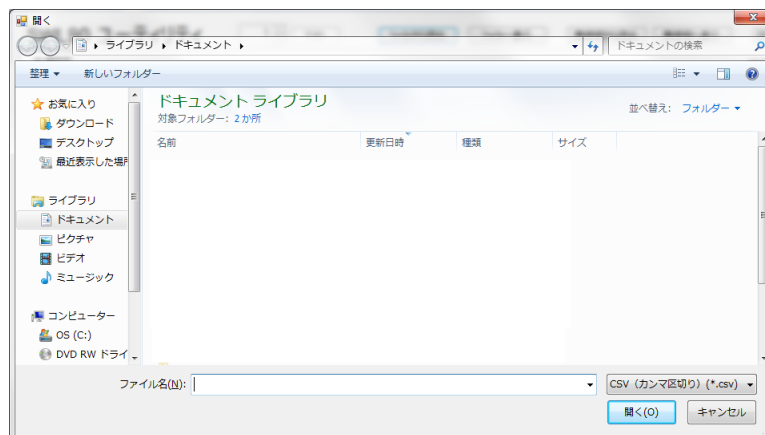 開く
ライブラリ ▸ ドキュメント ▸
ドキュメントの検索
整理 ▼ 新しいフォルダー
お気に入り
ダウンロード
デスクトップ
最近表示した場所
ライブラリ
ドキュメント
ピクチャ
ビデオ
ミュージック
コンピューター
OS (C:)
DVD RW ドライ
ドキュメント ライブラリ
対象フォルダー: 2 か所
並べ替え: フォルダー ▼
名前 更新日時 種類 サイズ
ファイル名(N):
CSV (カンマ区切り) (*.csv)
開く(O) キャンセル